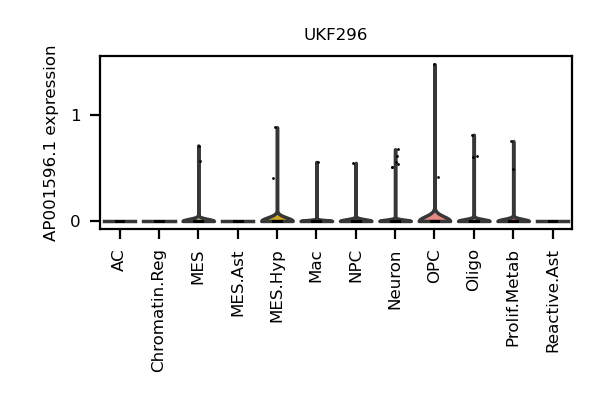 UKF296
AP001596.1 expression
1
0
AC
Chromatin.Reg
MES
MES.Ast
MES.Hyp
Mac
NPC
Neuron
OPC
Oligo
Prolif.Metab
Reactive.Ast